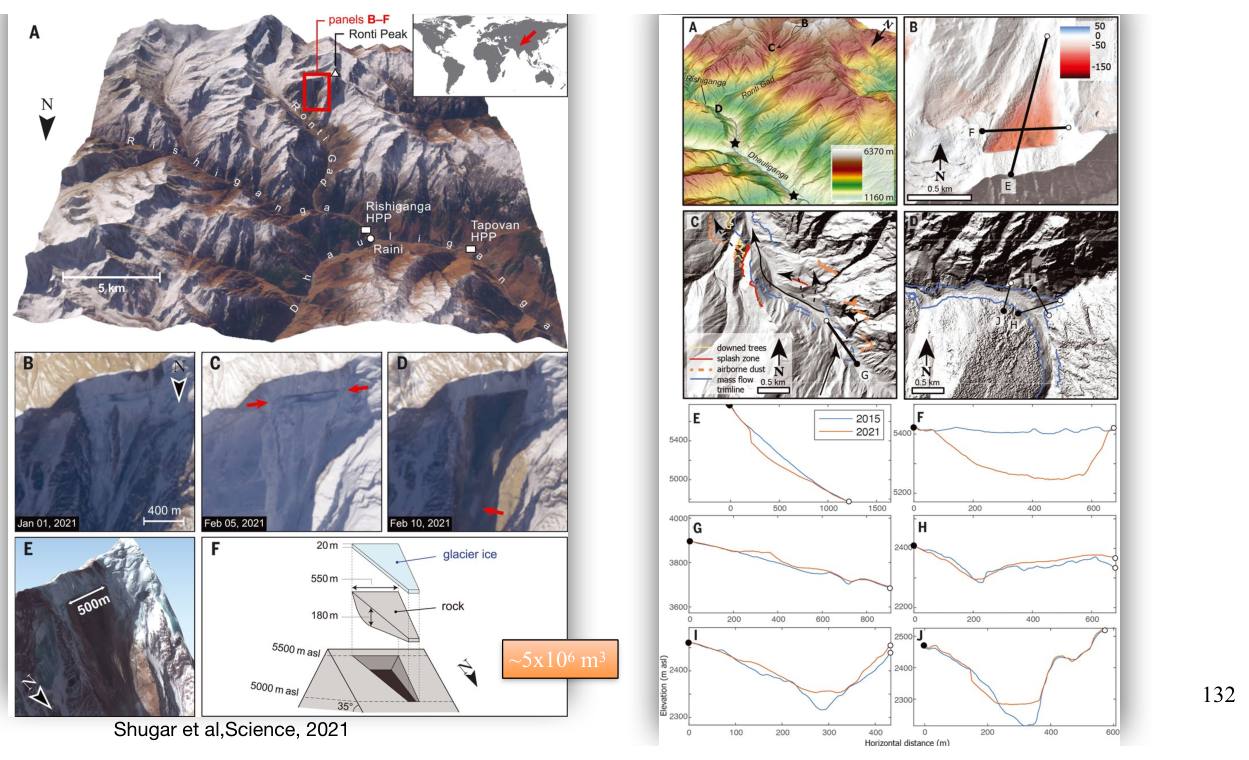 A
panels B–F
Ronti Peak
N
Ronti Gad
Rishiganga
Rishiganga
HPP
Raini
Tapovan
HPP
Dhauliganga
5 km
B
N
Jan 01, 2021
400 m
C
Feb 05, 2021
D
Feb 10, 2021
E
500m
N
F
20 m
glacier ice
550 m
rock
180 m
5500 m asl
5000 m asl
35°
N
~5x10⁶ m³
Shugar et al,Science, 2021
A
B
C
N
Rishiganga
Ronti Gad
D
Dhauliganga
6370 m
1160 m
B
50
0
-50
-150
F
E
N
0.5 km
C
downed trees
splash zone
airborne dust
mass flow
trimline
N
0.5 km
G
D
J H
N
0.5 km
E
2015
2021
5400
5000
0 500 1000 1500
F
5400
5200
0 200 400 600
G
4000
3800
3600
0 200 400 600 800
H
2400
2200
0 200 400 600
I
2400
2300
0 100 200 300 400
J
2500
2400
2300
0 200 400 600
Elevation (m asl)
Horizontal distance (m)
132